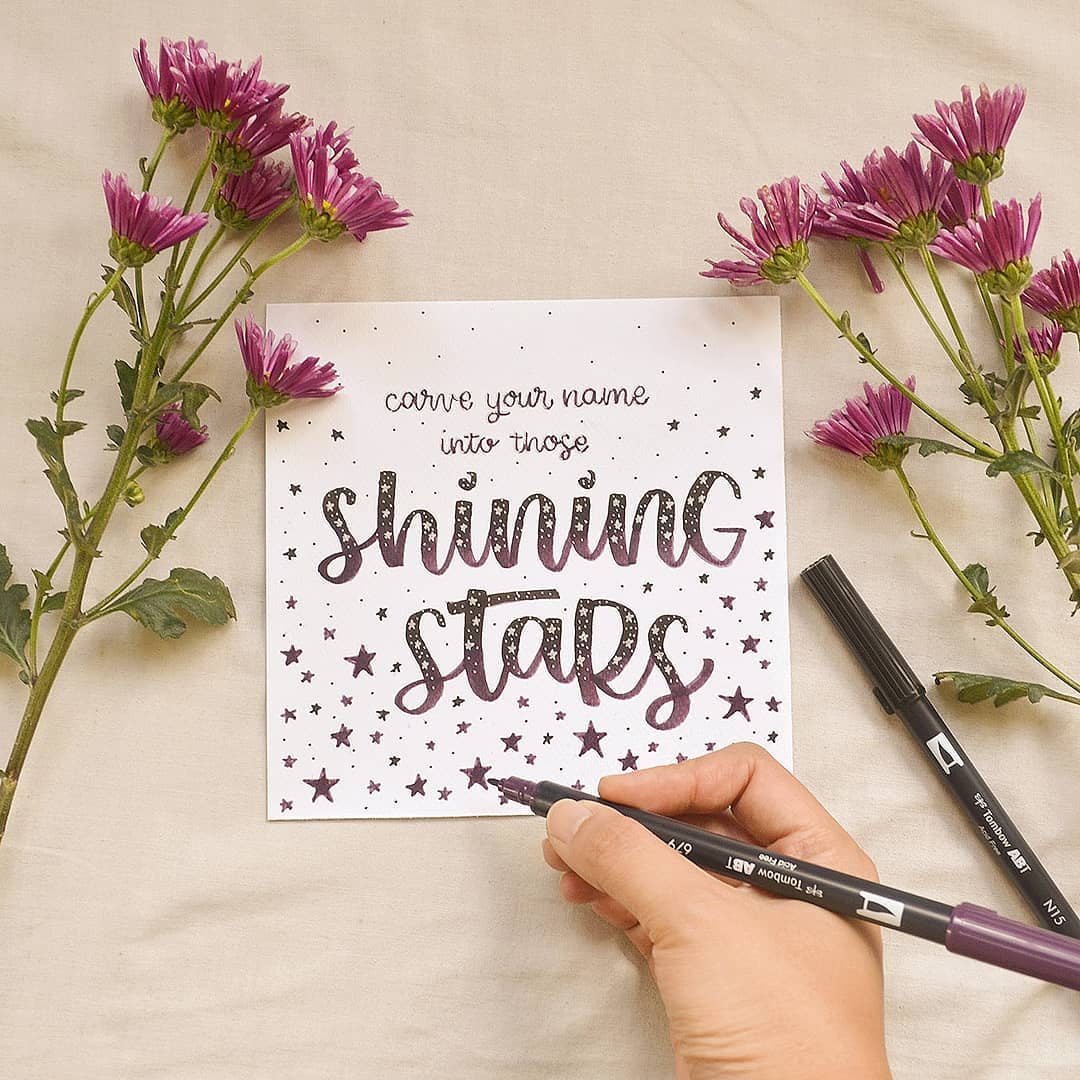 carve your name
into those
shining
stars
679
Tombow ABT
Acid Free
Tombow ABT
Acid Free
N15